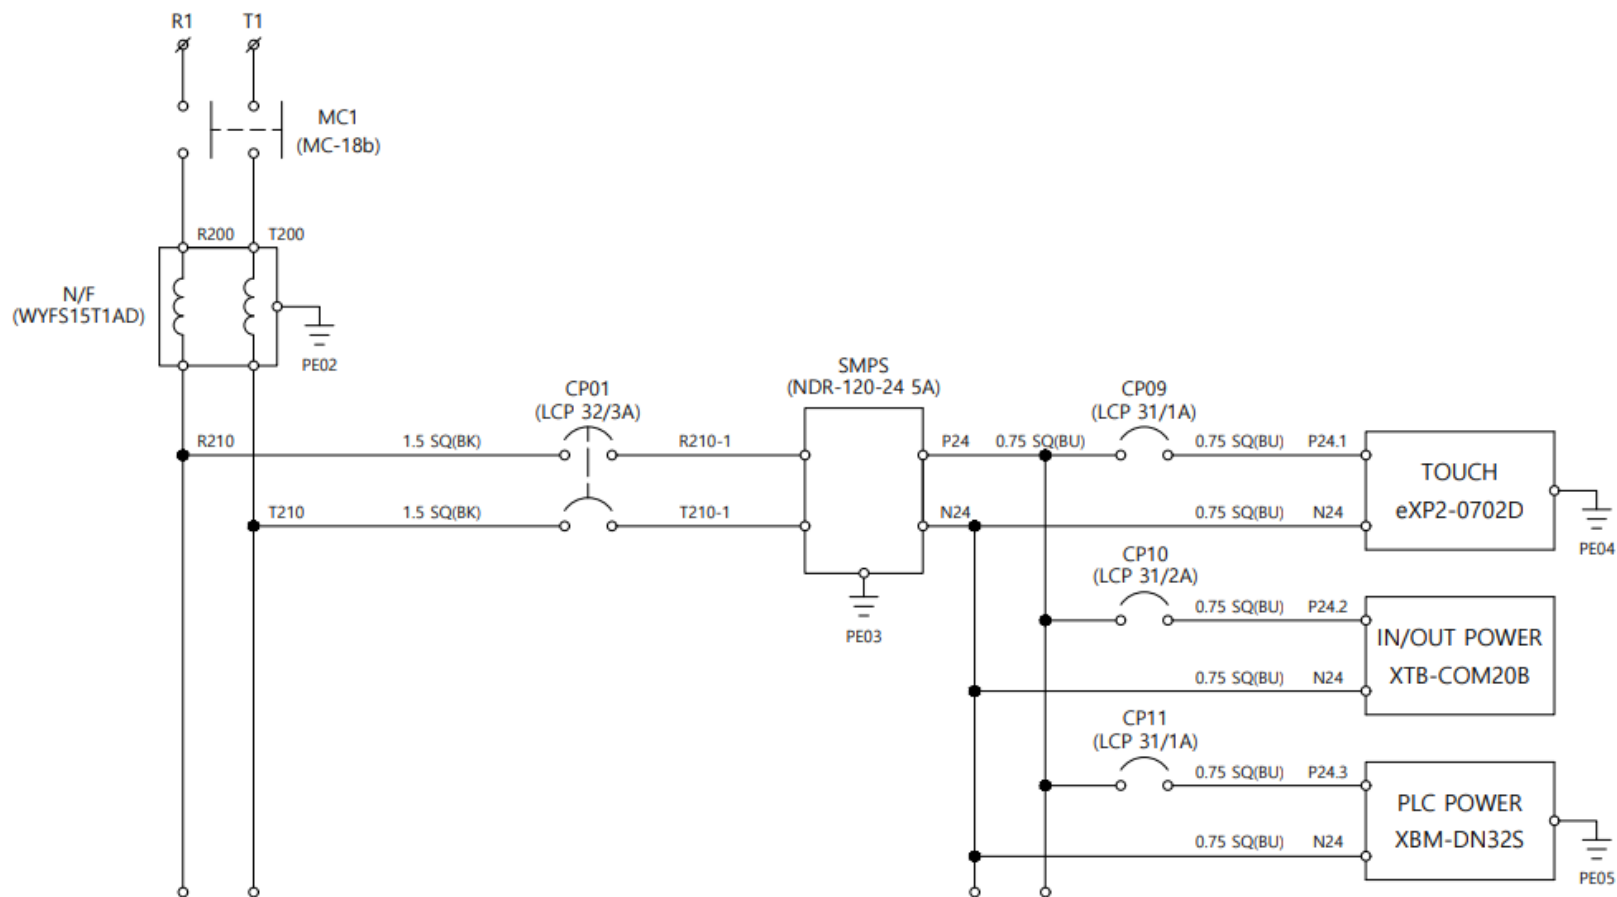 R1
T1
MC1
(MC-18b)
R200
T200
N/F
(WYFS15T1AD)
PE02
SMPS
(NDR-120-24 5A)
CP01
(LCP 32/3A)
CP09
(LCP 31/1A)
R210
1.5 SQ(BK)
R210-1
P24
0.75 SQ(BU)
0.75 SQ(BU)
P24.1
TOUCH
eXP2-0702D
T210
1.5 SQ(BK)
T210-1
N24
0.75 SQ(BU)
N24
PE04
CP10
(LCP 31/2A)
0.75 SQ(BU)
P24.2
PE03
IN/OUT POWER
XTB-COM20B
0.75 SQ(BU)
N24
CP11
(LCP 31/1A)
0.75 SQ(BU)
P24.3
PLC POWER
XBM-DN32S
0.75 SQ(BU)
N24
PE05